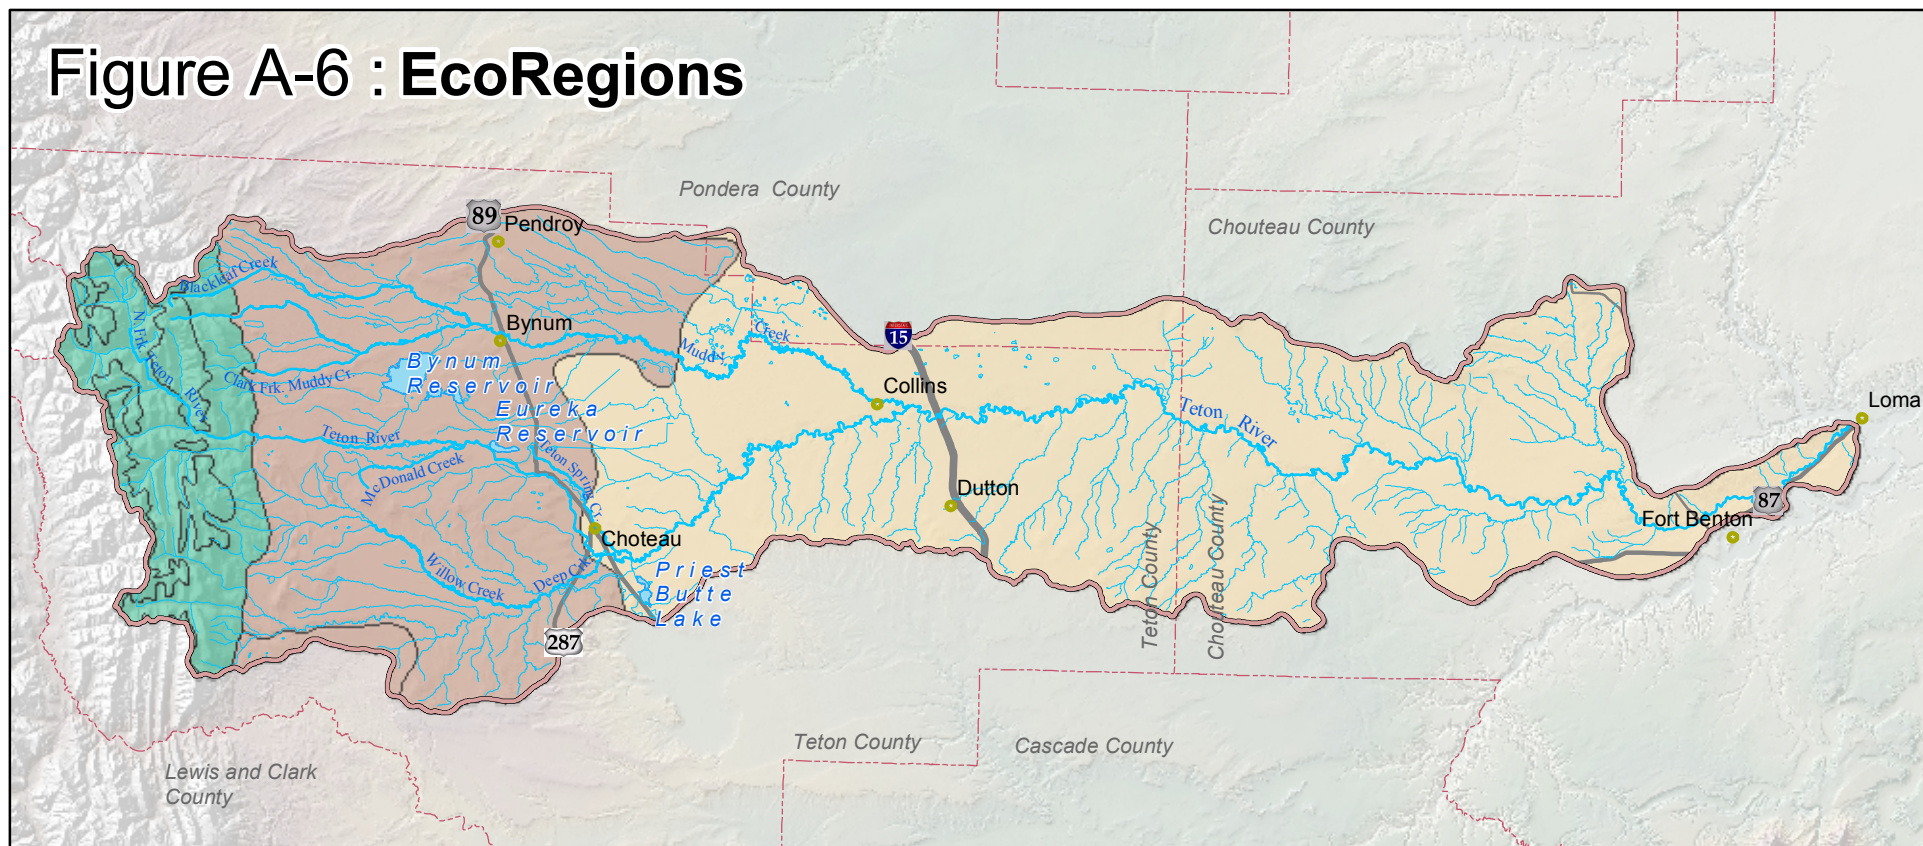 Figure A-6 : EcoRegions
Pondera County
Chouteau County
89
Pendroy
Blackleaf Creek
N. Frk. Teton River
Bynum
Bynum
Reservoir
Clark Frk. Muddy Cr.
Eureka
Reservoir
Muddy Creek
15
Collins
Teton River
Loma
Teton River
McDonald Creek
Teton Spring Cr.
Dutton
87
Fort Benton
Choteau
Willow Creek
Deep Creek
Priest
Butte
Lake
287
Teton County
Chouteau County
Teton County
Cascade County
Lewis and Clark
County